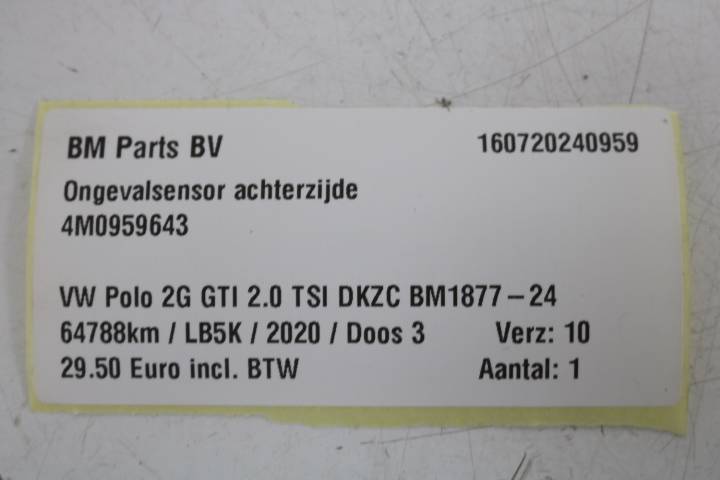 BM Parts BV 160720240959
Ongevalsensor achterzijde
4M0959643
VW Polo 2G GTI 2.0 TSI DKZC BM1877-24
64788km / LB5K / 2020 / Doos 3 Verz: 10
29.50 Euro incl. BTW Aantal: 1